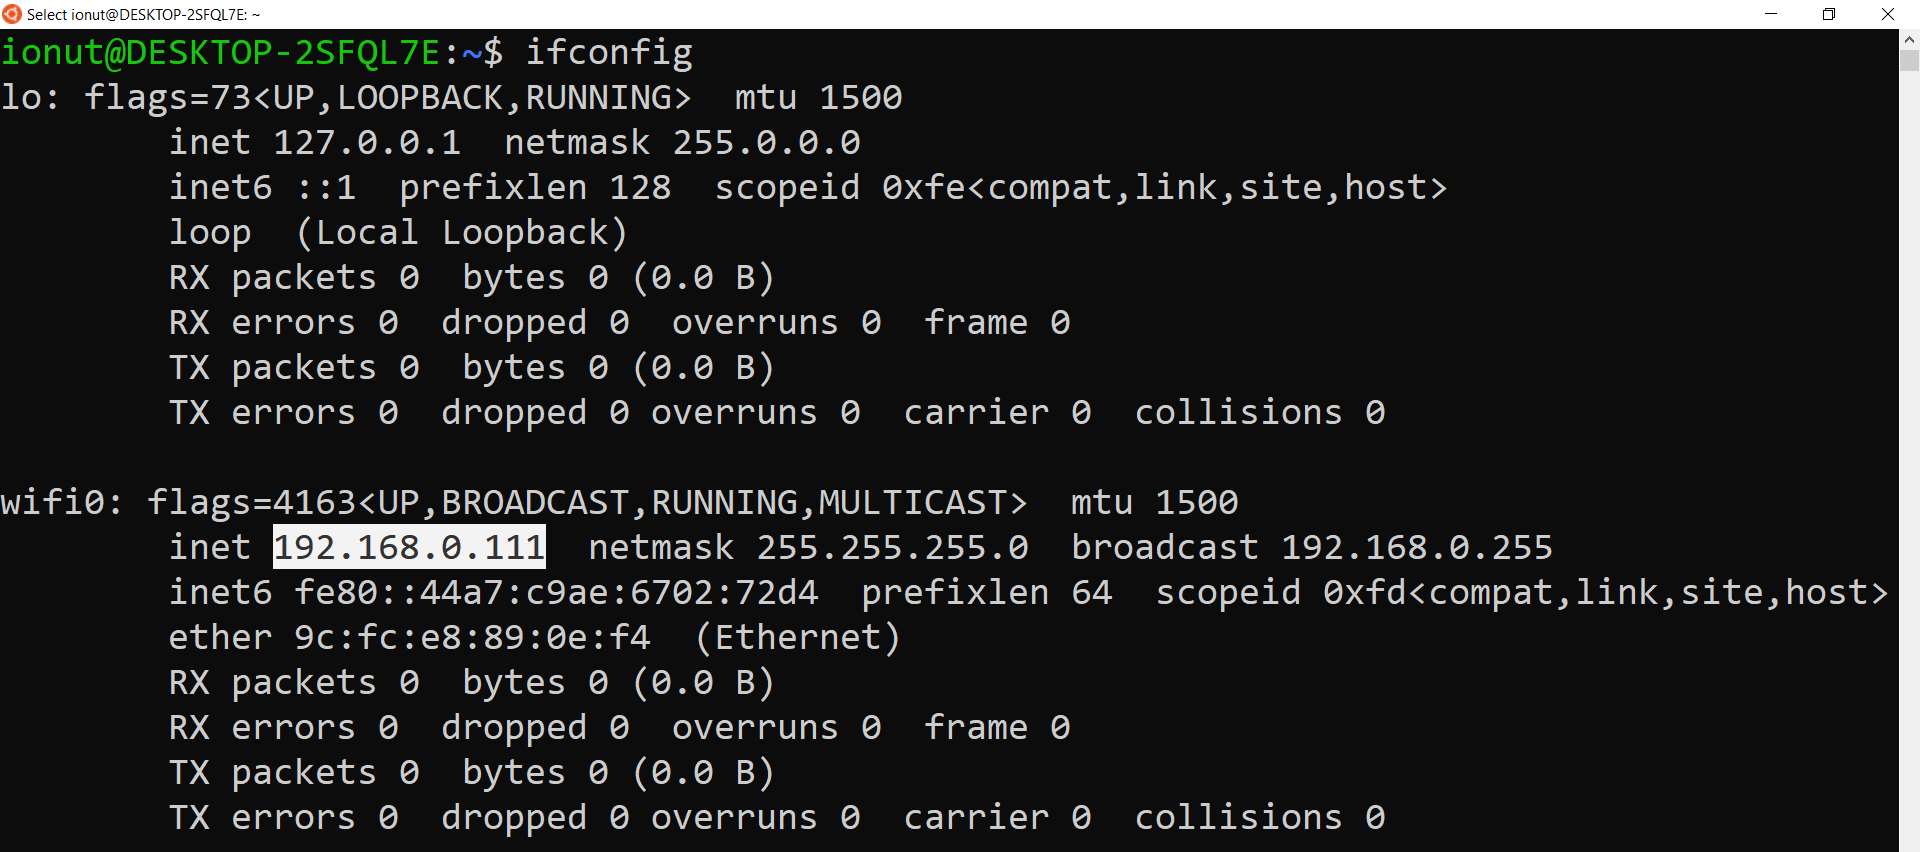 Select ionut@DESKTOP-2SFQL7E: ~
ionut@DESKTOP-2SFQL7E:~$ ifconfig
lo: flags=73<UP,LOOPBACK,RUNNING>  mtu 1500
        inet 127.0.0.1  netmask 255.0.0.0
        inet6 ::1  prefixlen 128  scopeid 0xfe<compat,link,site,host>
        loop  (Local Loopback)
        RX packets 0  bytes 0 (0.0 B)
        RX errors 0  dropped 0  overruns 0  frame 0
        TX packets 0  bytes 0 (0.0 B)
        TX errors 0  dropped 0 overruns 0  carrier 0  collisions 0

wifi0: flags=4163<UP,BROADCAST,RUNNING,MULTICAST>  mtu 1500
        inet 192.168.0.111  netmask 255.255.255.0  broadcast 192.168.0.255
        inet6 fe80::44a7:c9ae:6702:72d4  prefixlen 64  scopeid 0xfd<compat,link,site,host>
        ether 9c:fc:e8:89:0e:f4  (Ethernet)
        RX packets 0  bytes 0 (0.0 B)
        RX errors 0  dropped 0  overruns 0  frame 0
        TX packets 0  bytes 0 (0.0 B)
        TX errors 0  dropped 0 overruns 0  carrier 0  collisions 0